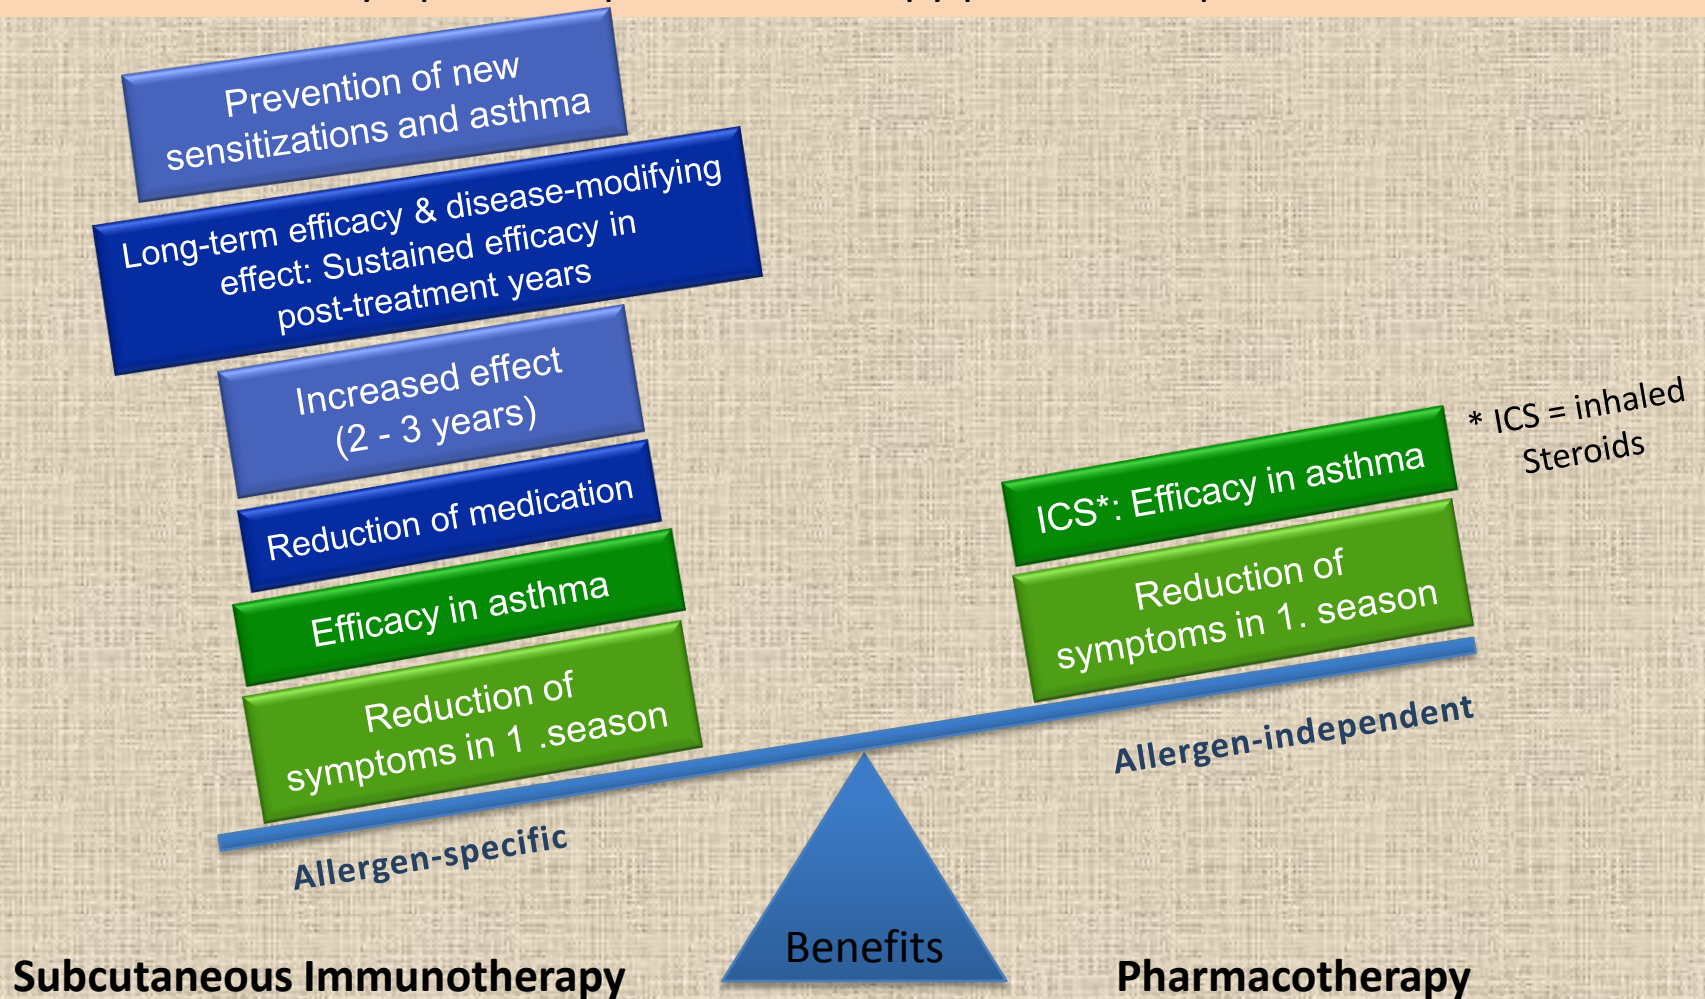 Prevention of new
sensitizations and asthma
Long-term efficacy & disease-modifying
effect: Sustained efficacy in
post-treatment years
Increased effect
(2 - 3 years)
Reduction of medication
Efficacy in asthma
Reduction of
symptoms in 1 .season
Allergen-specific
Subcutaneous Immunotherapy
* ICS = inhaled
Steroids
ICS*: Efficacy in asthma
Reduction of
symptoms in 1. season
Allergen-independent
Benefits
Pharmacotherapy